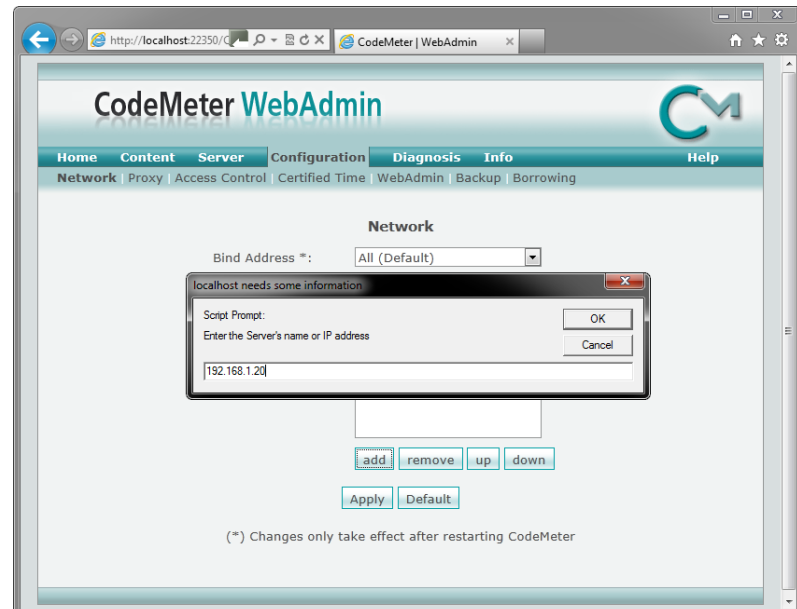 http://localhost:22350/
CodeMeter | WebAdmin
CodeMeter WebAdmin
CM
Home Content Server Configuration Diagnosis Info Help
Network | Proxy | Access Control | Certified Time | WebAdmin | Backup | Borrowing
Network
Bind Address *: All (Default)
localhost needs some information
Script Prompt:
OK
Enter the Server's name or IP address
Cancel
192.168.1.20
add remove up down
Apply Default
(*) Changes only take effect after restarting CodeMeter